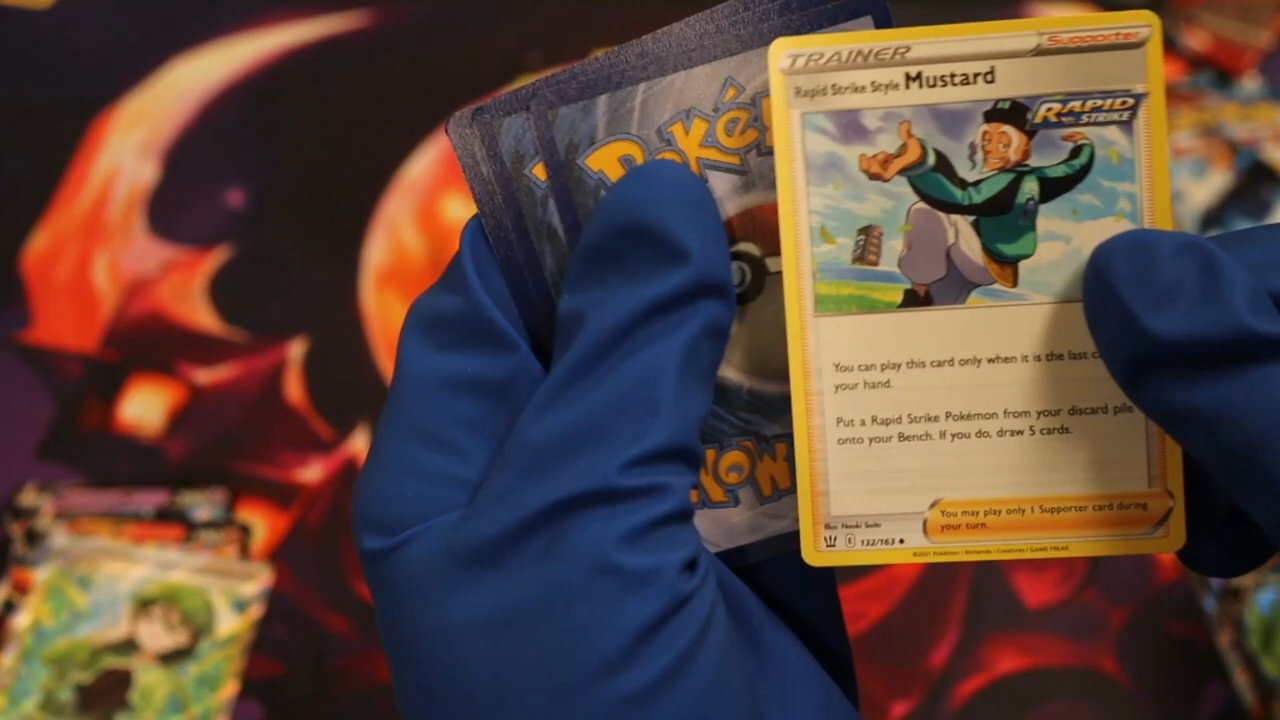 TRAINER Supporter
Rapid Strike Style Mustard
RAPID
STRIKE
You can play this card only when it is the last
your hand.
Put a Rapid Strike Pokémon from your discard pile
onto your Bench. If you do, draw 5 cards.
You may play only 1 Supporter card during
your turn.
Illus. Naoki Saito
E 132/163
©2021 Pokémon / Nintendo / Creatures / GAME FREAK